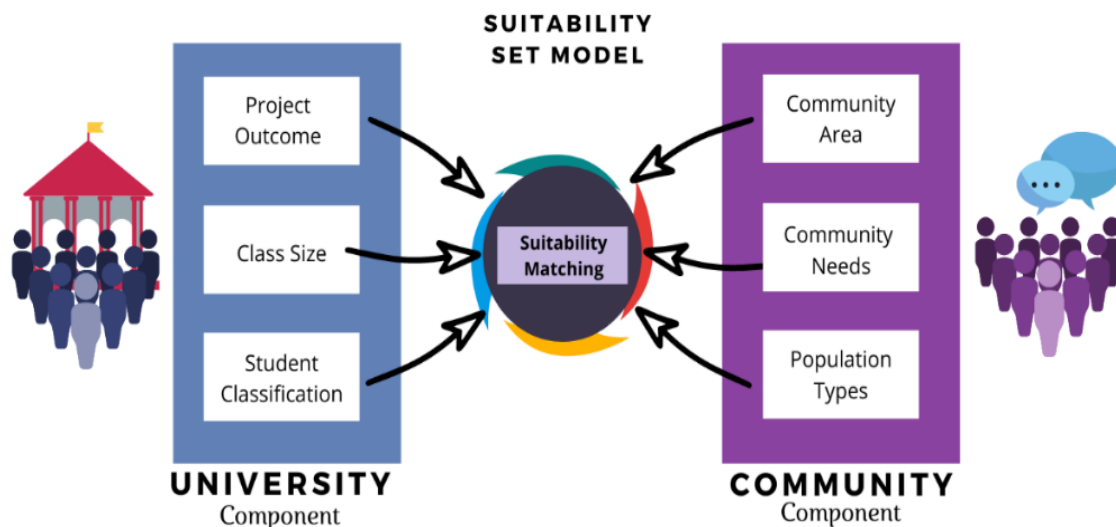 SUITABILITY
SET MODEL
Project
Outcome
Class Size
Student
Classification
UNIVERSITY
Component
Suitability
Matching
Community
Area
Community
Needs
Population
Types
COMMUNITY
Component